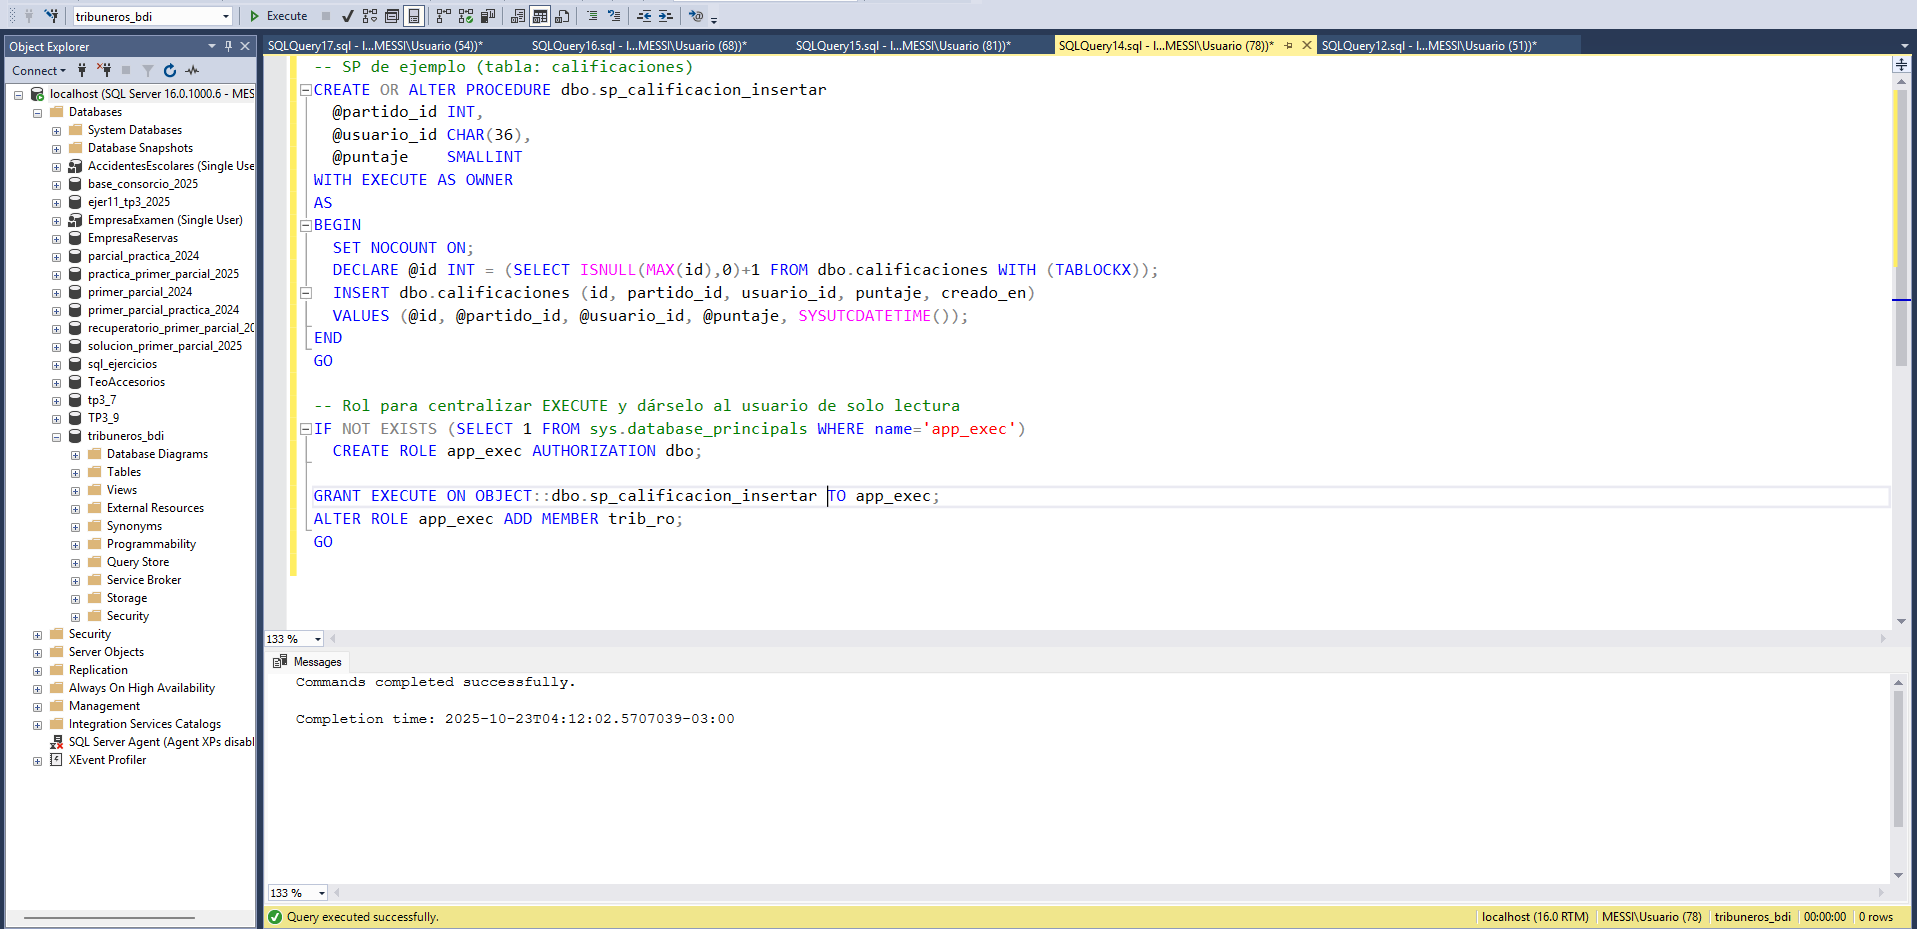 tribuneros_bdi
Execute
Object Explorer
SQLQuery17.sql - l...MESSI\Usuario (54))*
SQLQuery16.sql - l...MESSI\Usuario (68))*
SQLQuery15.sql - l...MESSI\Usuario (81))*
SQLQuery14.sql - l...MESSI\Usuario (78))*
SQLQuery12.sql - l...MESSI\Usuario (51))*
Connect
localhost (SQL Server 16.0.1000.6 - MES
Databases
System Databases
Database Snapshots
AccidentesEscolares (Single Use
base_consorcio_2025
ejer11_tp3_2025
EmpresaExamen (Single User)
EmpresaReservas
parcial_practica_2024
practica_primer_parcial_2025
primer_parcial_2024
primer_parcial_practica_2024
recuperatorio_primer_parcial_20
solucion_primer_parcial_2025
sql_ejercicios
TeoAccesorios
tp3_7
TP3_9
tribuneros_bdi
Database Diagrams
Tables
Views
External Resources
Synonyms
Programmability
Query Store
Service Broker
Storage
Security
Security
Server Objects
Replication
Always On High Availability
Management
Integration Services Catalogs
SQL Server Agent (Agent XPs disabl
XEvent Profiler
-- SP de ejemplo (tabla: calificaciones)
CREATE OR ALTER PROCEDURE dbo.sp_calificacion_insertar
@partido_id INT,
@usuario_id CHAR(36),
@puntaje    SMALLINT
WITH EXECUTE AS OWNER
AS
BEGIN
SET NOCOUNT ON;
DECLARE @id INT = (SELECT ISNULL(MAX(id),0)+1 FROM dbo.calificaciones WITH (TABLOCKX));
INSERT dbo.calificaciones (id, partido_id, usuario_id, puntaje, creado_en)
VALUES (@id, @partido_id, @usuario_id, @puntaje, SYSUTCDATETIME());
END
GO
-- Rol para centralizar EXECUTE y dárselo al usuario de solo lectura
IF NOT EXISTS (SELECT 1 FROM sys.database_principals WHERE name='app_exec')
CREATE ROLE app_exec AUTHORIZATION dbo;
GRANT EXECUTE ON OBJECT::dbo.sp_calificacion_insertar TO app_exec;
ALTER ROLE app_exec ADD MEMBER trib_ro;
GO
133 %
Messages
Commands completed successfully.
Completion time: 2025-10-23T04:12:02.5707039-03:00
133 %
Query executed successfully.
localhost (16.0 RTM)
MESSI\Usuario (78)
tribuneros_bdi
00:00:00
0 rows